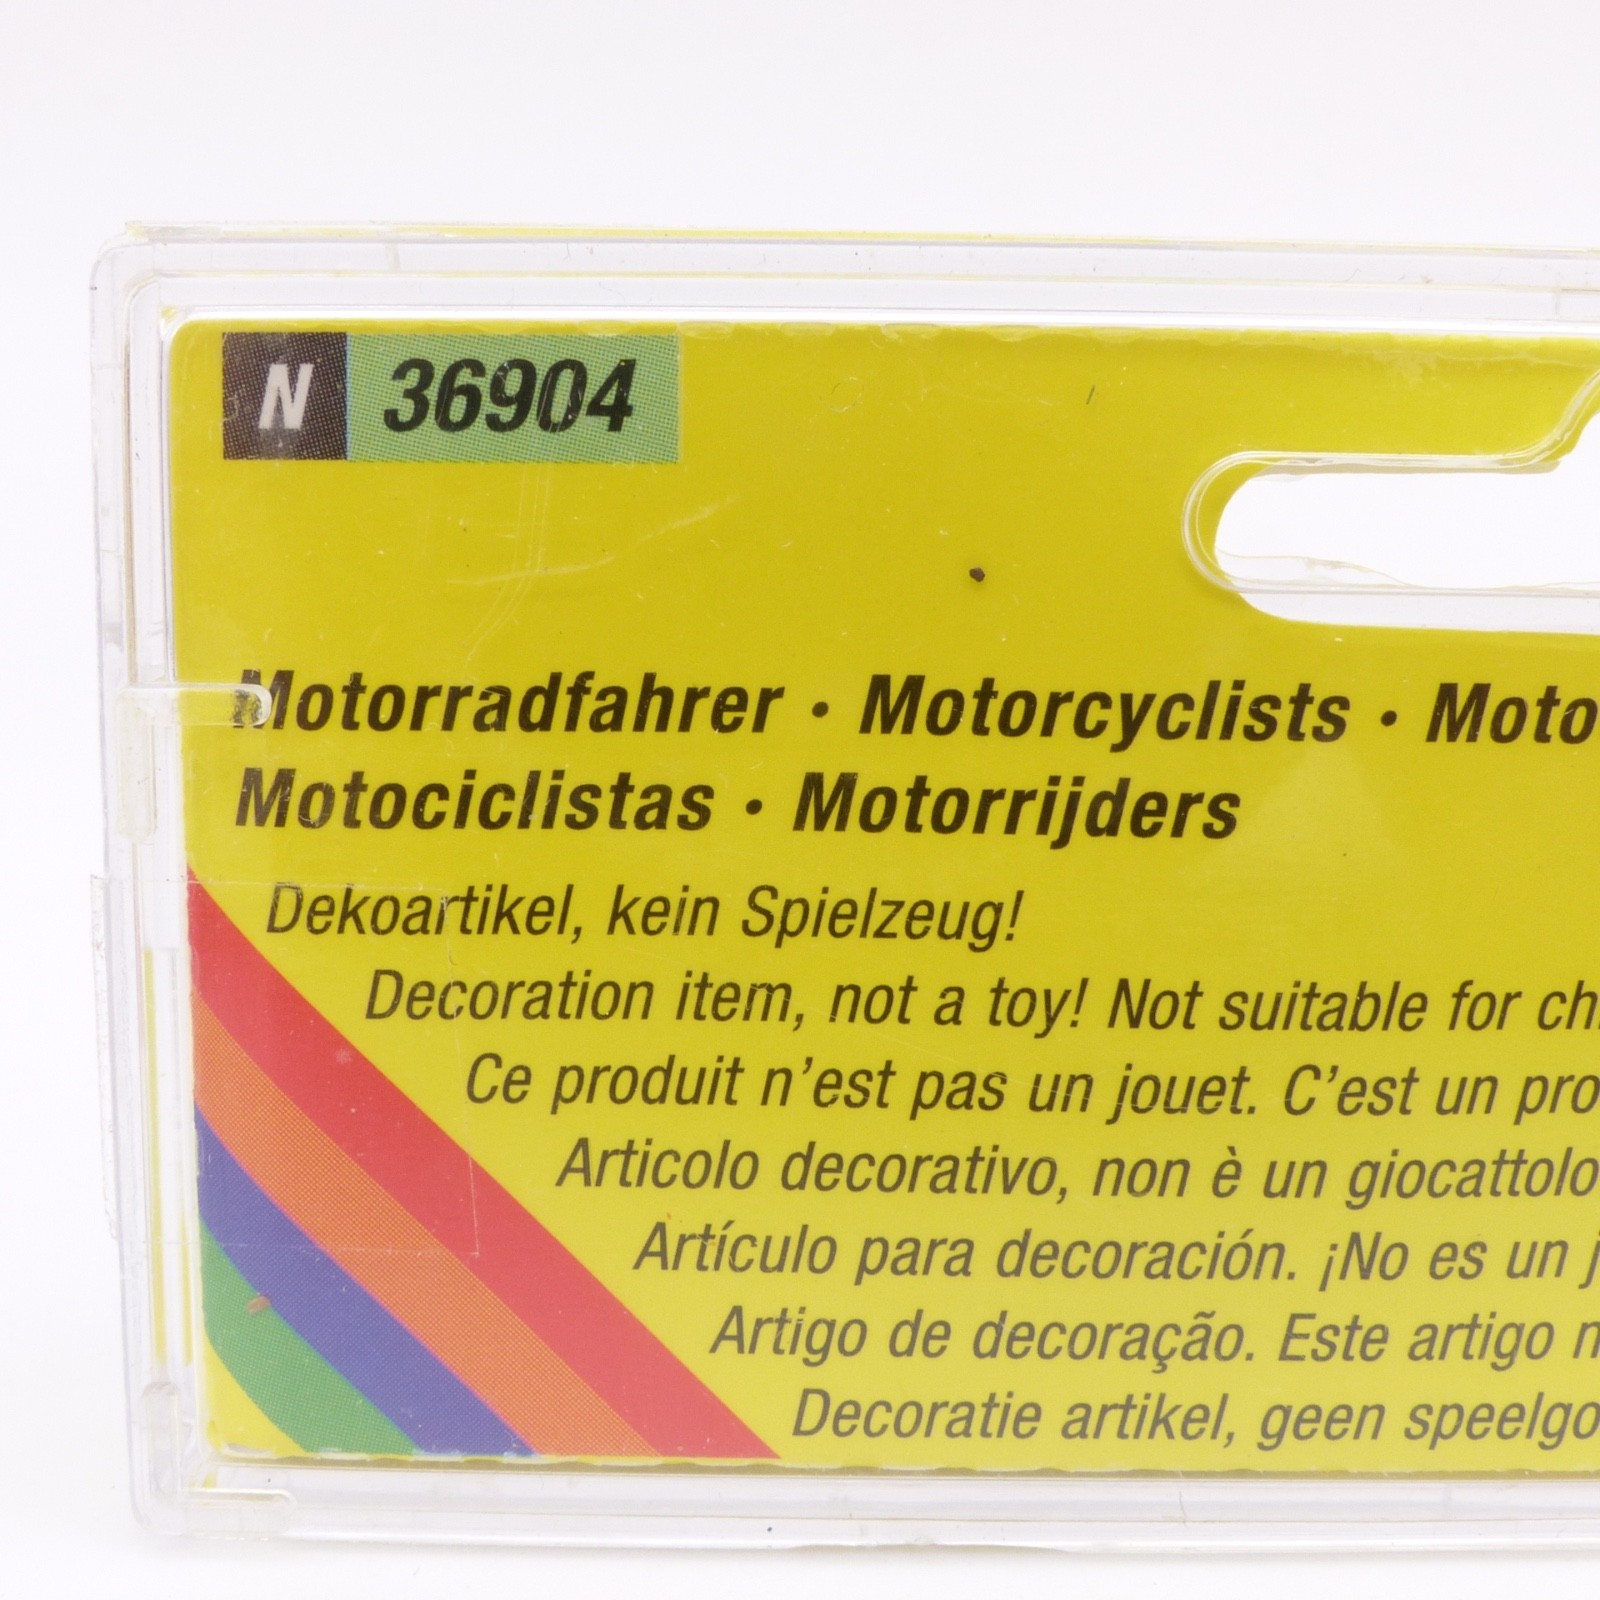 N 36904
Motorradfahrer · Motorcyclists · Moto
Motociclistas · Motorrijders
Dekoartikel, kein Spielzeug!
Decoration item, not a toy! Not suitable for
Ce produit n'est pas un jouet. C'est un pro
Articolo decorativo, non è un giocattolo
Artículo para decoración. ¡No es un
Artigo de decoração. Este artigo
Decoratie artikel, geen speelgo